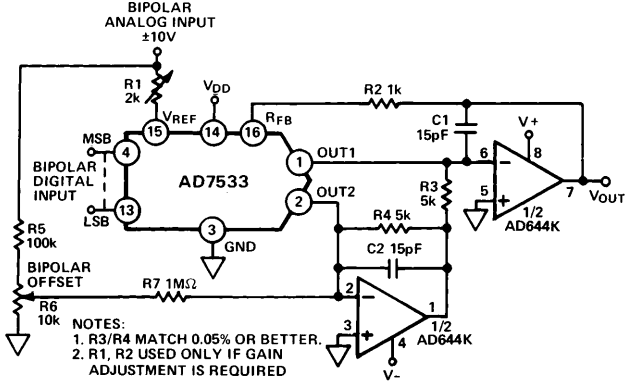 BIPOLAR
ANALOG INPUT
±10V
R1
2k
VDD
VREF
RFB
R2 1k
C1
15pF
V+
15
14
16
MSB
4
BIPOLAR
DIGITAL
INPUT
LSB
13
AD7533
1
OUT1
2
OUT2
3
GND
6
5
8
7
VOUT
1/2
AD644K
R3
5k
R4 5k
C2 15pF
R5
100k
BIPOLAR
OFFSET
R6
10k
R7 1MΩ
2
3
1
4
1/2
AD644K
V–
NOTES:
1. R3/R4 MATCH 0.05% OR BETTER.
2. R1, R2 USED ONLY IF GAIN
ADJUSTMENT IS REQUIRED